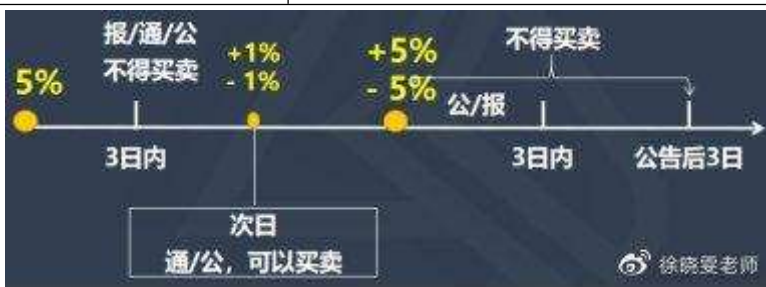 5%
报/通/公
不得买卖
+1%
- 1%
+5%
- 5%
不得买卖
公/报
3日内
3日内
公告后3日
次日
通/公，可以买卖
徐晓雯老师